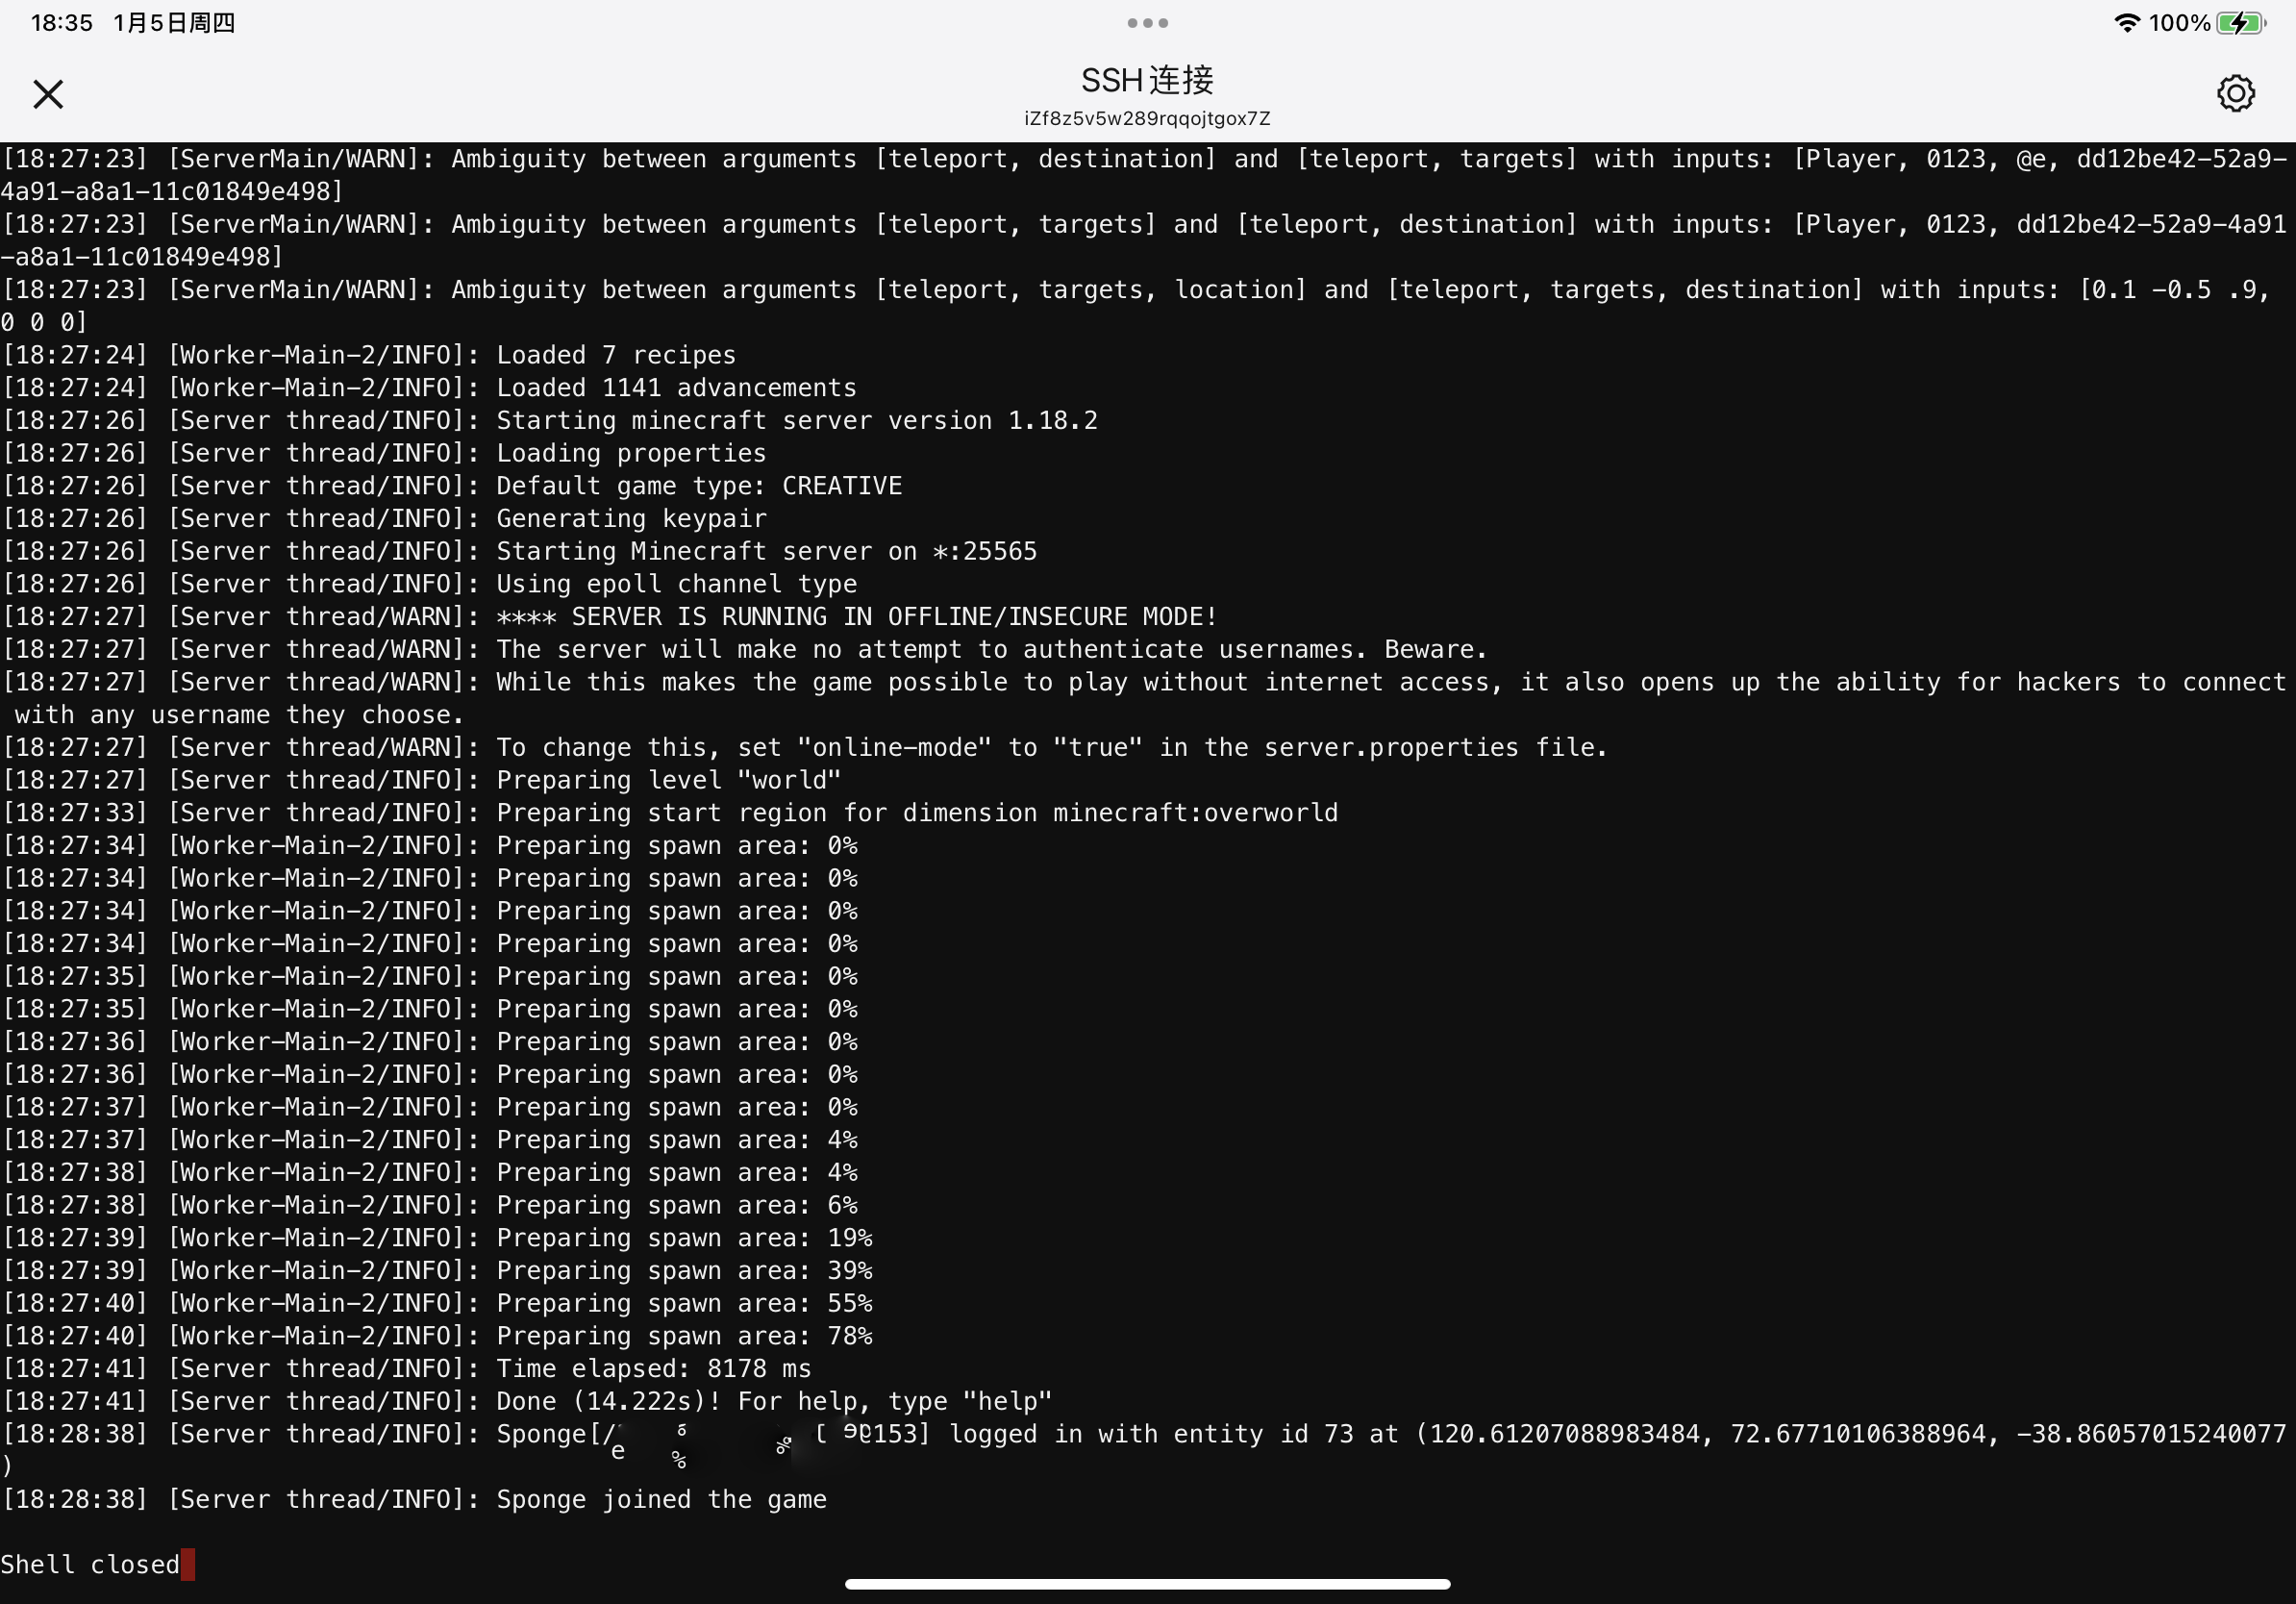 18:35 1月5日周四
100%
SSH 连接
iZf8z5v5w289rqqojtgox7Z
[18:27:23] [ServerMain/WARN]: Ambiguity between arguments [teleport, destination] and [teleport, targets] with inputs: [Player, 0123, @e, dd12be42-52a9-
4a91-a8a1-11c01849e498]
[18:27:23] [ServerMain/WARN]: Ambiguity between arguments [teleport, targets] and [teleport, destination] with inputs: [Player, 0123, dd12be42-52a9-4a91
-a8a1-11c01849e498]
[18:27:23] [ServerMain/WARN]: Ambiguity between arguments [teleport, targets, location] and [teleport, targets, destination] with inputs: [0.1 -0.5 .9,
0 0 0]
[18:27:24] [Worker-Main-2/INFO]: Loaded 7 recipes
[18:27:24] [Worker-Main-2/INFO]: Loaded 1141 advancements
[18:27:26] [Server thread/INFO]: Starting minecraft server version 1.18.2
[18:27:26] [Server thread/INFO]: Loading properties
[18:27:26] [Server thread/INFO]: Default game type: CREATIVE
[18:27:26] [Server thread/INFO]: Generating keypair
[18:27:26] [Server thread/INFO]: Starting Minecraft server on *:25565
[18:27:26] [Server thread/INFO]: Using epoll channel type
[18:27:27] [Server thread/WARN]: **** SERVER IS RUNNING IN OFFLINE/INSECURE MODE!
[18:27:27] [Server thread/WARN]: The server will make no attempt to authenticate usernames. Beware.
[18:27:27] [Server thread/WARN]: While this makes the game possible to play without internet access, it also opens up the ability for hackers to connect
with any username they choose.
[18:27:27] [Server thread/WARN]: To change this, set "online-mode" to "true" in the server.properties file.
[18:27:27] [Server thread/INFO]: Preparing level "world"
[18:27:33] [Server thread/INFO]: Preparing start region for dimension minecraft:overworld
[18:27:34] [Worker-Main-2/INFO]: Preparing spawn area: 0%
[18:27:34] [Worker-Main-2/INFO]: Preparing spawn area: 0%
[18:27:34] [Worker-Main-2/INFO]: Preparing spawn area: 0%
[18:27:34] [Worker-Main-2/INFO]: Preparing spawn area: 0%
[18:27:35] [Worker-Main-2/INFO]: Preparing spawn area: 0%
[18:27:35] [Worker-Main-2/INFO]: Preparing spawn area: 0%
[18:27:36] [Worker-Main-2/INFO]: Preparing spawn area: 0%
[18:27:36] [Worker-Main-2/INFO]: Preparing spawn area: 0%
[18:27:37] [Worker-Main-2/INFO]: Preparing spawn area: 0%
[18:27:37] [Worker-Main-2/INFO]: Preparing spawn area: 4%
[18:27:38] [Worker-Main-2/INFO]: Preparing spawn area: 4%
[18:27:38] [Worker-Main-2/INFO]: Preparing spawn area: 6%
[18:27:39] [Worker-Main-2/INFO]: Preparing spawn area: 19%
[18:27:39] [Worker-Main-2/INFO]: Preparing spawn area: 39%
[18:27:40] [Worker-Main-2/INFO]: Preparing spawn area: 55%
[18:27:40] [Worker-Main-2/INFO]: Preparing spawn area: 78%
[18:27:41] [Server thread/INFO]: Time elapsed: 8178 ms
[18:27:41] [Server thread/INFO]: Done (14.222s)! For help, type "help"
[18:28:38] [Server thread/INFO]: Sponge[/ 153] logged in with entity id 73 at (120.61207088983484, 72.67710106388964, -38.86057015240077
)
[18:28:38] [Server thread/INFO]: Sponge joined the game
Shell closed